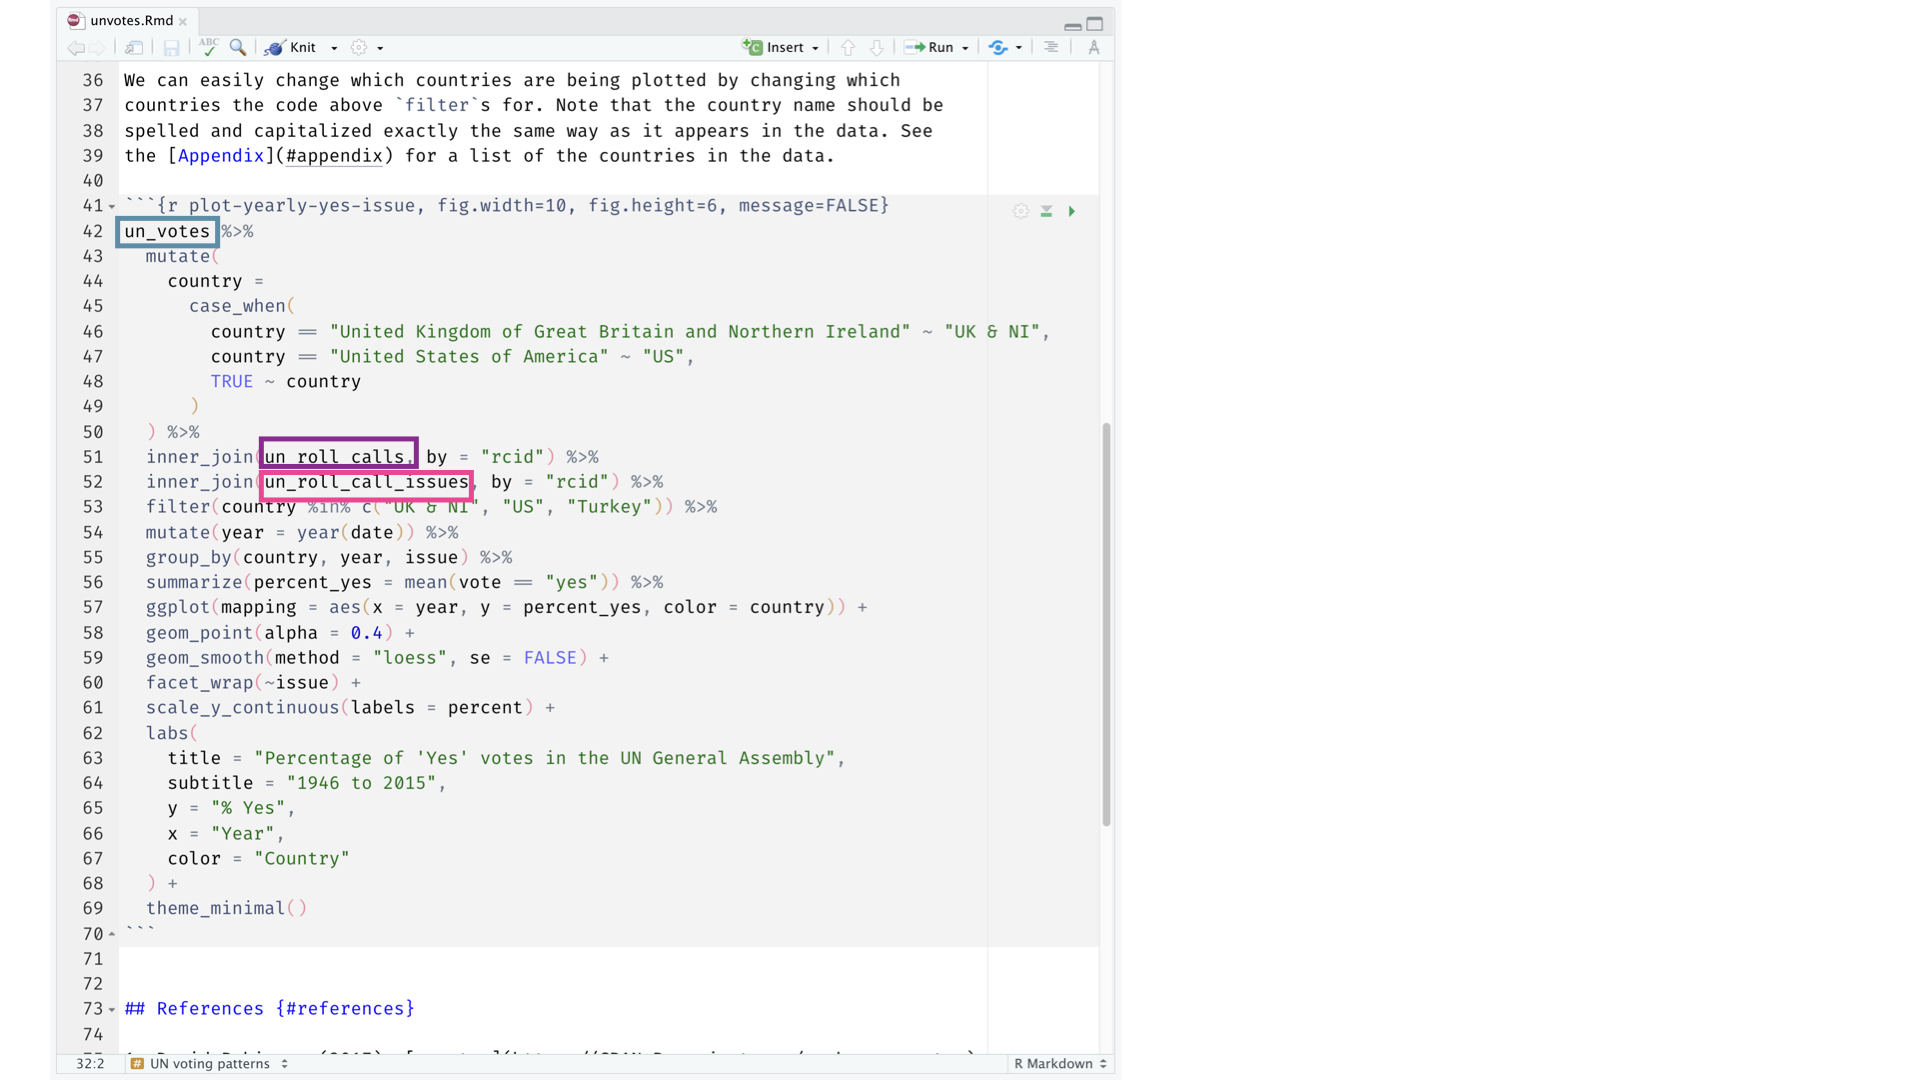 unvotes.Rmd
ABC Knit Insert Run
36 We can easily change which countries are being plotted by changing which
37 countries the code above `filter`s for. Note that the country name should be
38 spelled and capitalized exactly the same way as it appears in the data. See
39 the [Appendix](#appendix) for a list of the countries in the data.
40
41 ```{r plot-yearly-yes-issue, fig.width=10, fig.height=6, message=FALSE}
42 un_votes %>%
43   mutate(
44     country =
45       case_when(
46         country == "United Kingdom of Great Britain and Northern Ireland" ~ "UK & NI",
47         country == "United States of America" ~ "US",
48         TRUE ~ country
49       )
50   ) %>%
51   inner_join(un_roll_calls, by = "rcid") %>%
52   inner_join(un_roll_call_issues, by = "rcid") %>%
53   filter(country %in% c("UK & NI", "US", "Turkey")) %>%
54   mutate(year = year(date)) %>%
55   group_by(country, year, issue) %>%
56   summarize(percent_yes = mean(vote == "yes")) %>%
57   ggplot(mapping = aes(x = year, y = percent_yes, color = country)) +
58   geom_point(alpha = 0.4) +
59   geom_smooth(method = "loess", se = FALSE) +
60   facet_wrap(~issue) +
61   scale_y_continuous(labels = percent) +
62   labs(
63     title = "Percentage of 'Yes' votes in the UN General Assembly",
64     subtitle = "1946 to 2015",
65     y = "% Yes",
66     x = "Year",
67     color = "Country"
68   ) +
69   theme_minimal()
70 ```
71
72
73 ## References {#references}
74
32:2 # UN voting patterns R Markdown